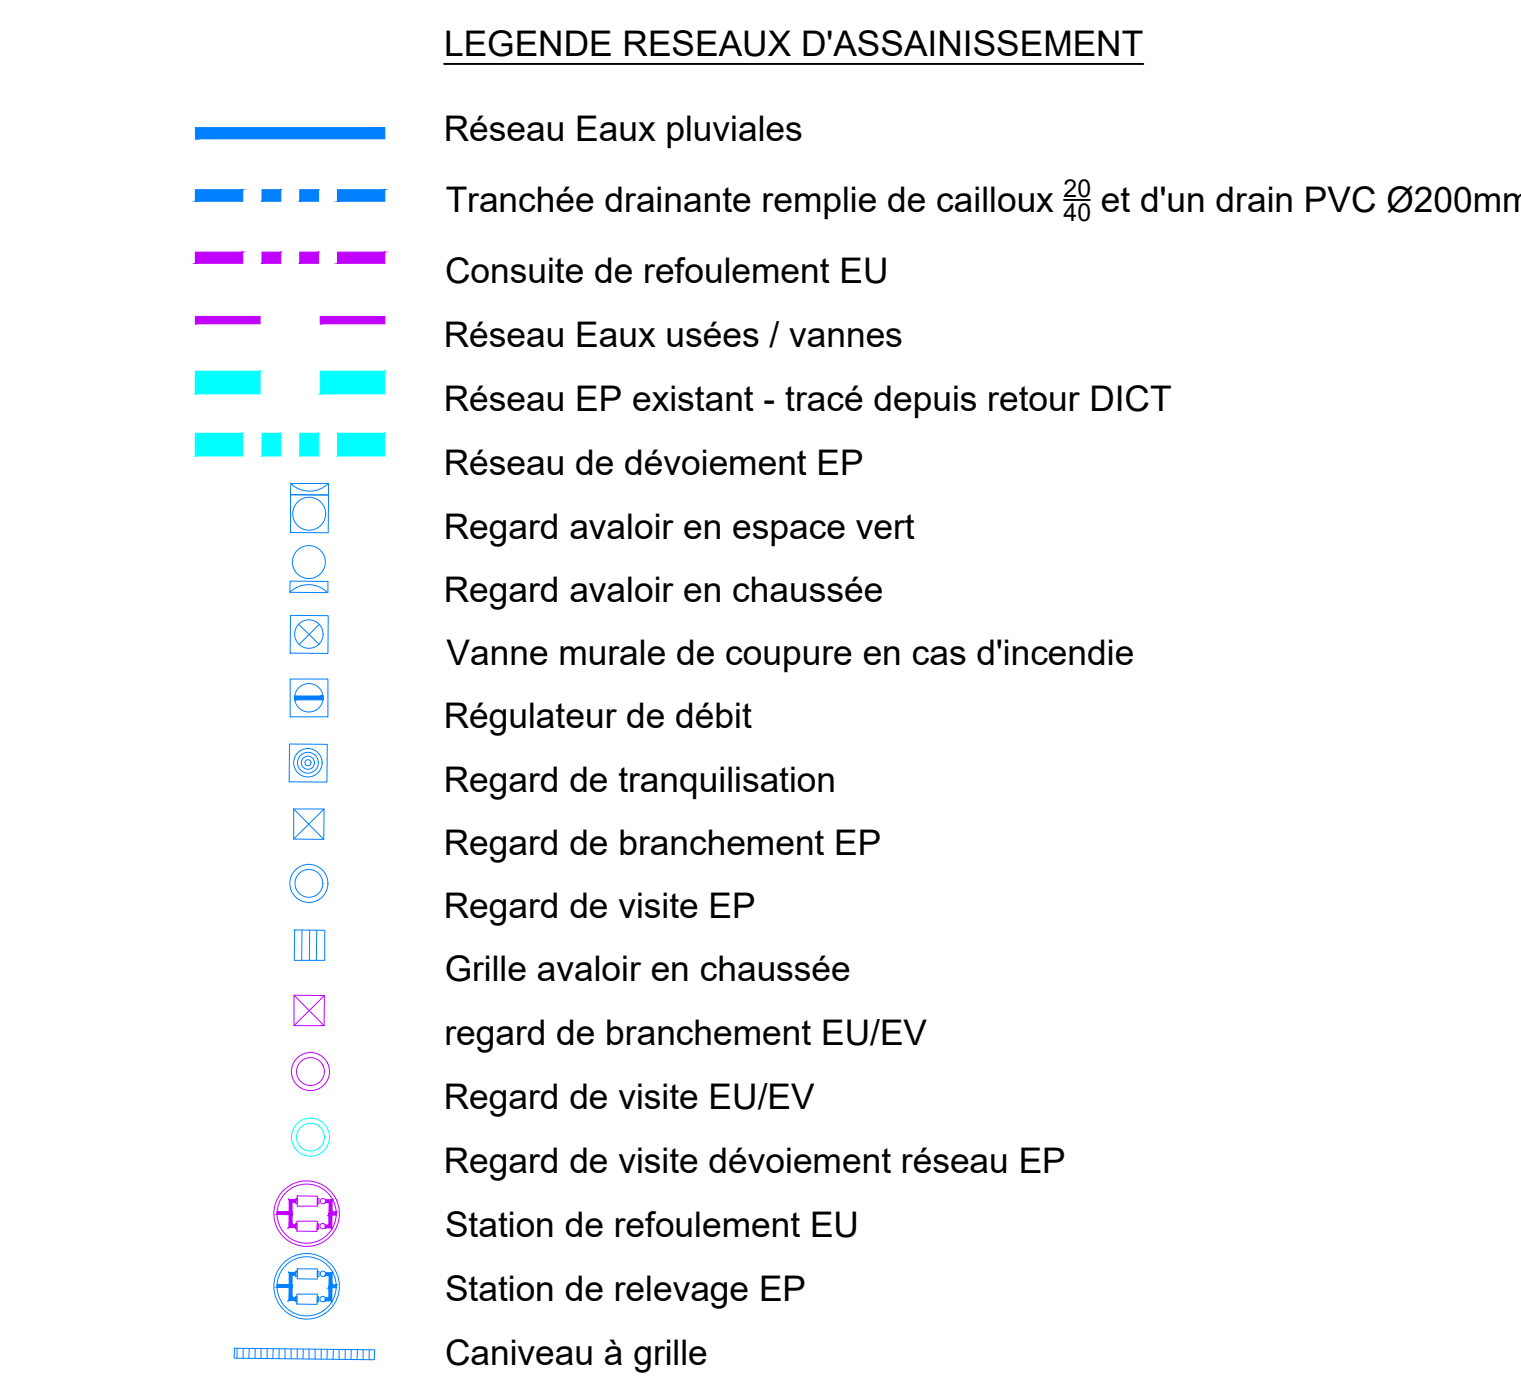 LEGENDE RESEAUX D'ASSAINISSEMENT
Réseau Eaux pluviales
Tranchée drainante remplie de cailloux 20/40 et d'un drain PVC Ø200mm
Consuite de refoulement EU
Réseau Eaux usées / vannes
Réseau EP existant - tracé depuis retour DICT
Réseau de dévoiement EP
Regard avaloir en espace vert
Regard avaloir en chaussée
Vanne murale de coupure en cas d'incendie
Régulateur de débit
Regard de tranquilisation
Regard de branchement EP
Regard de visite EP
Grille avaloir en chaussée
regard de branchement EU/EV
Regard de visite EU/EV
Regard de visite dévoiement réseau EP
Station de refoulement EU
Station de relevage EP
Caniveau à grille